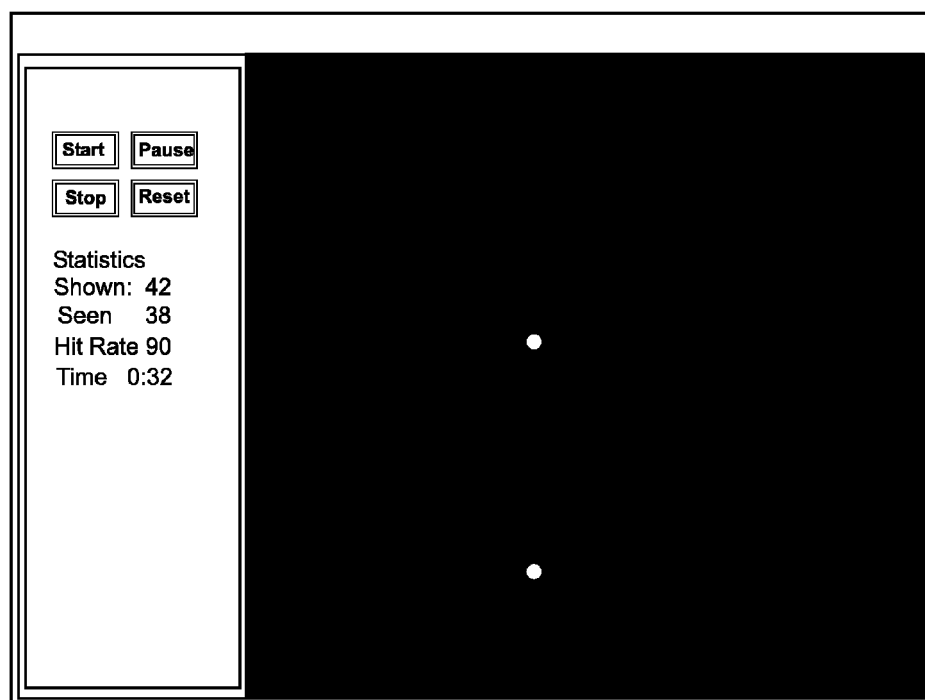 Start Pause
Stop Reset
Statistics
Shown: 42
Seen 38
Hit Rate 90
Time 0:32